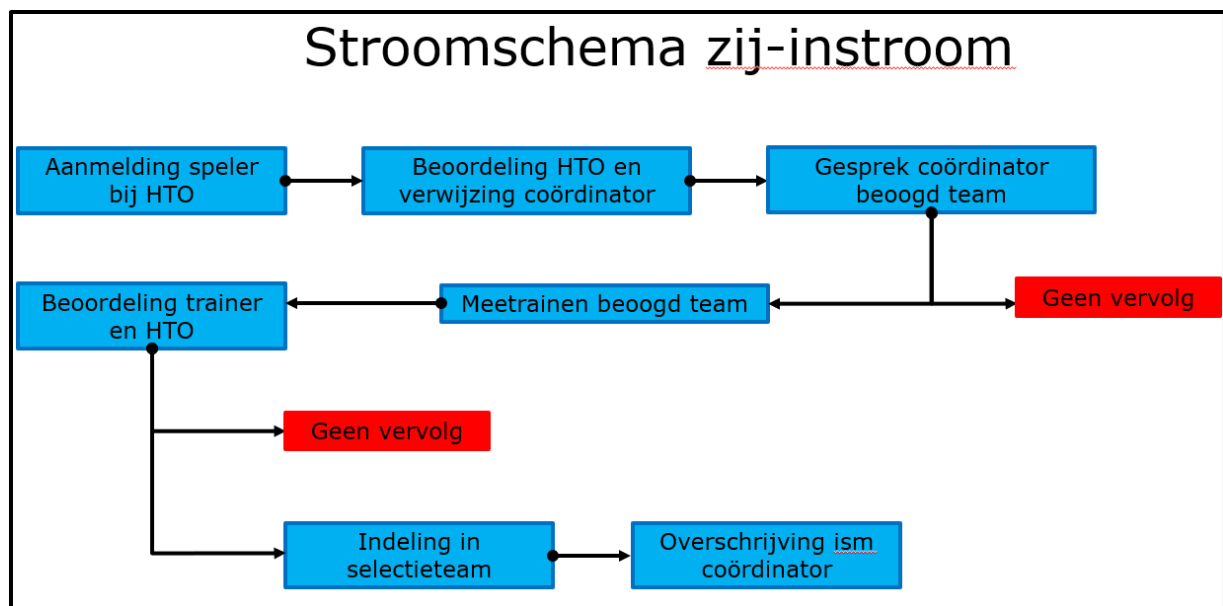 Stroomschema zij-instroom
Aanmelding speler
bij HTO
Beoordeling HTO en
verwijzing coördinator
Gesprek coördinator
beoogd team
Beoordeling trainer
en HTO
Meetrainen beoogd team
Geen vervolg
Geen vervolg
Indeling in
selectieteam
Overschrijving ism
coördinator